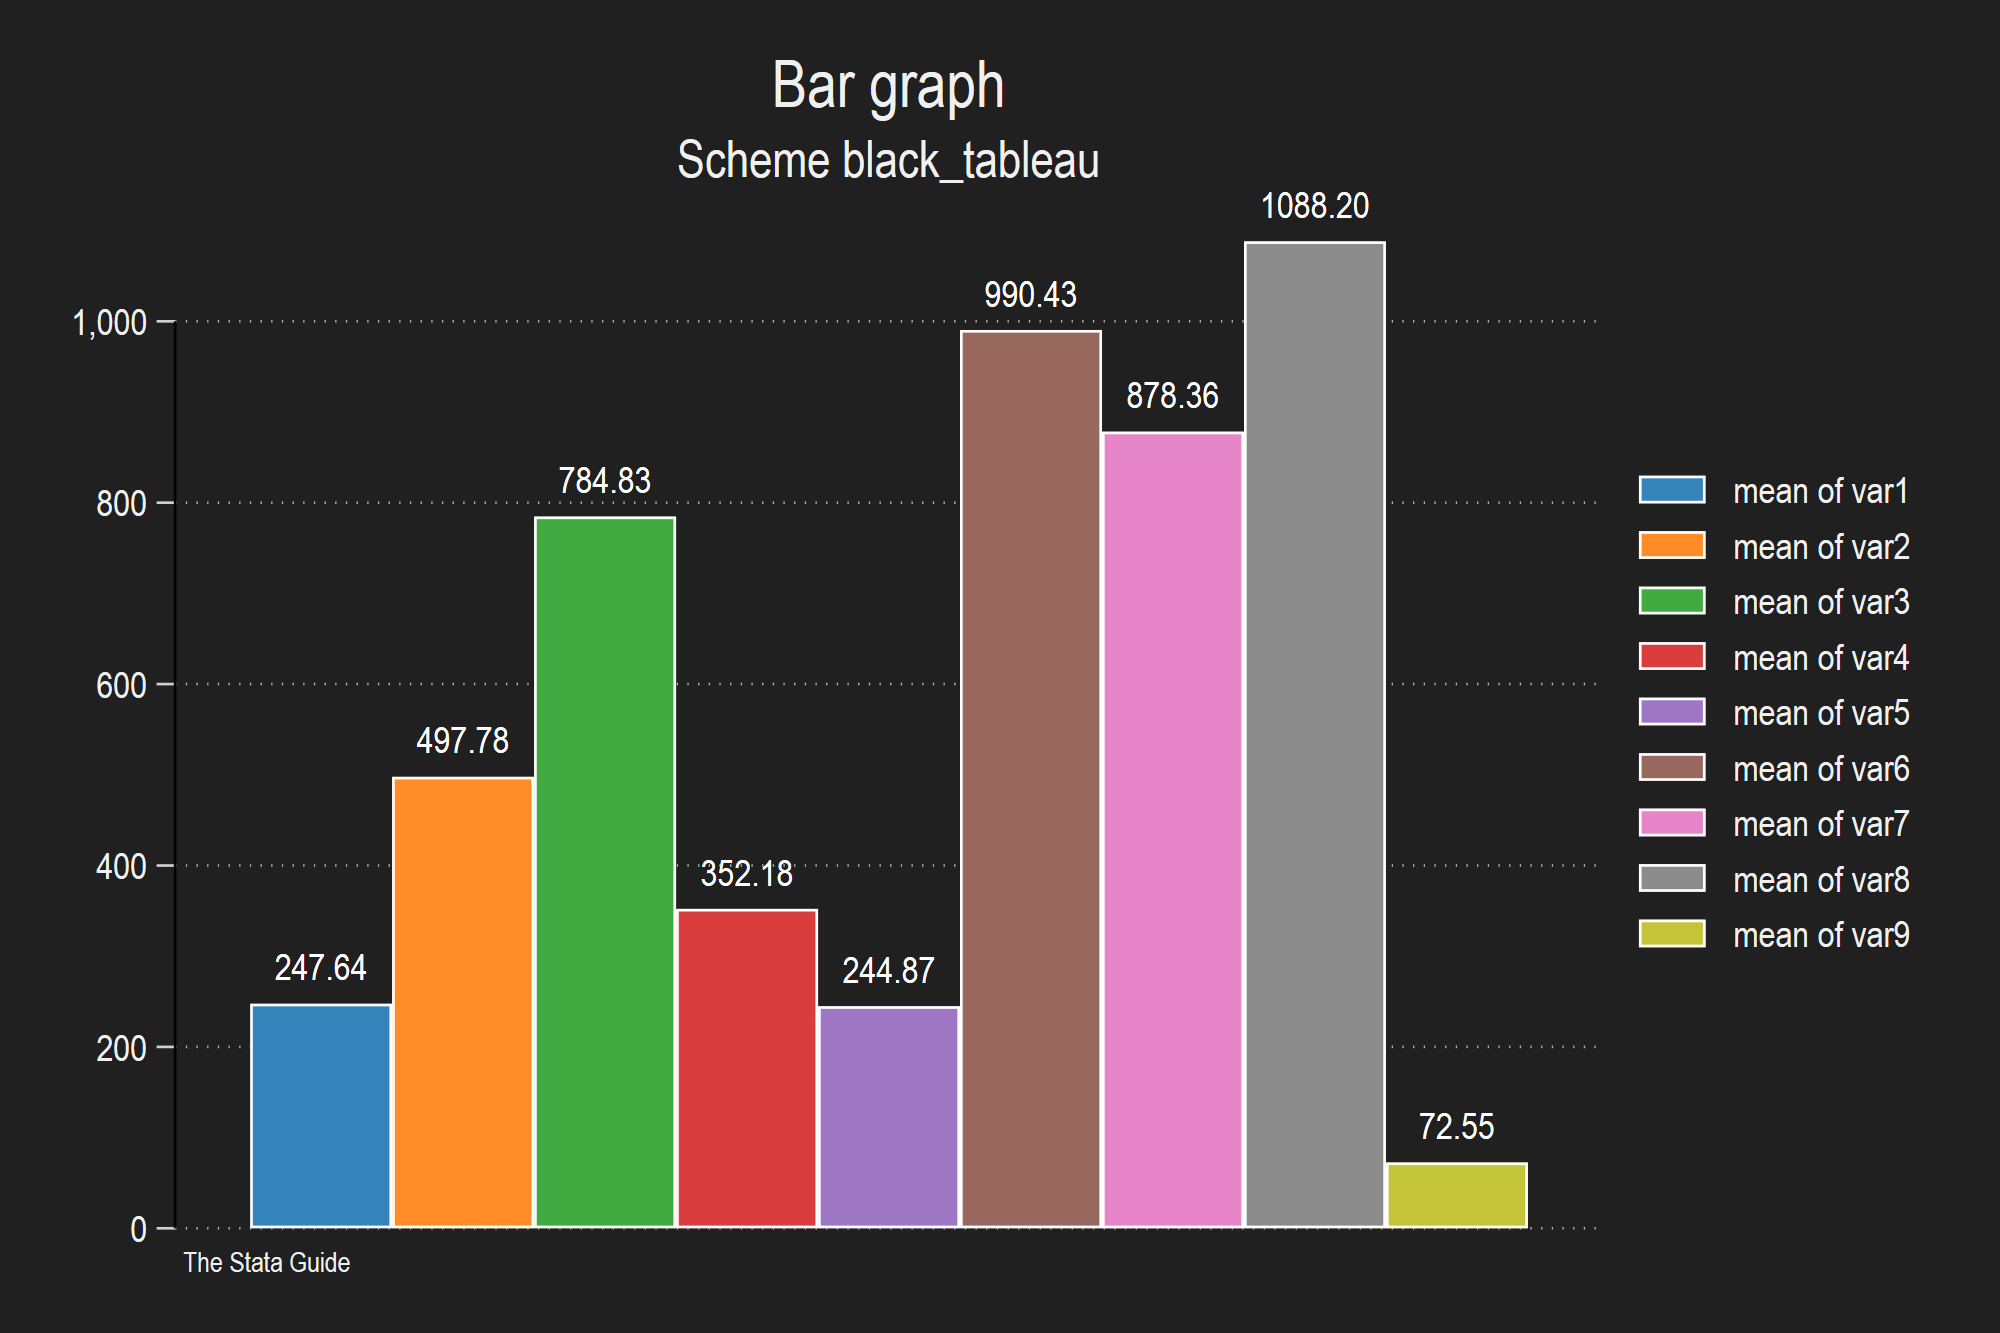 Bar graph
Scheme black_tableau
1088.20
990.43
1,000
878.36
784.83
800
600
497.78
400
352.18
247.64
244.87
200
72.55
0
mean of var1
mean of var2
mean of var3
mean of var4
mean of var5
mean of var6
mean of var7
mean of var8
mean of var9
The Stata Guide